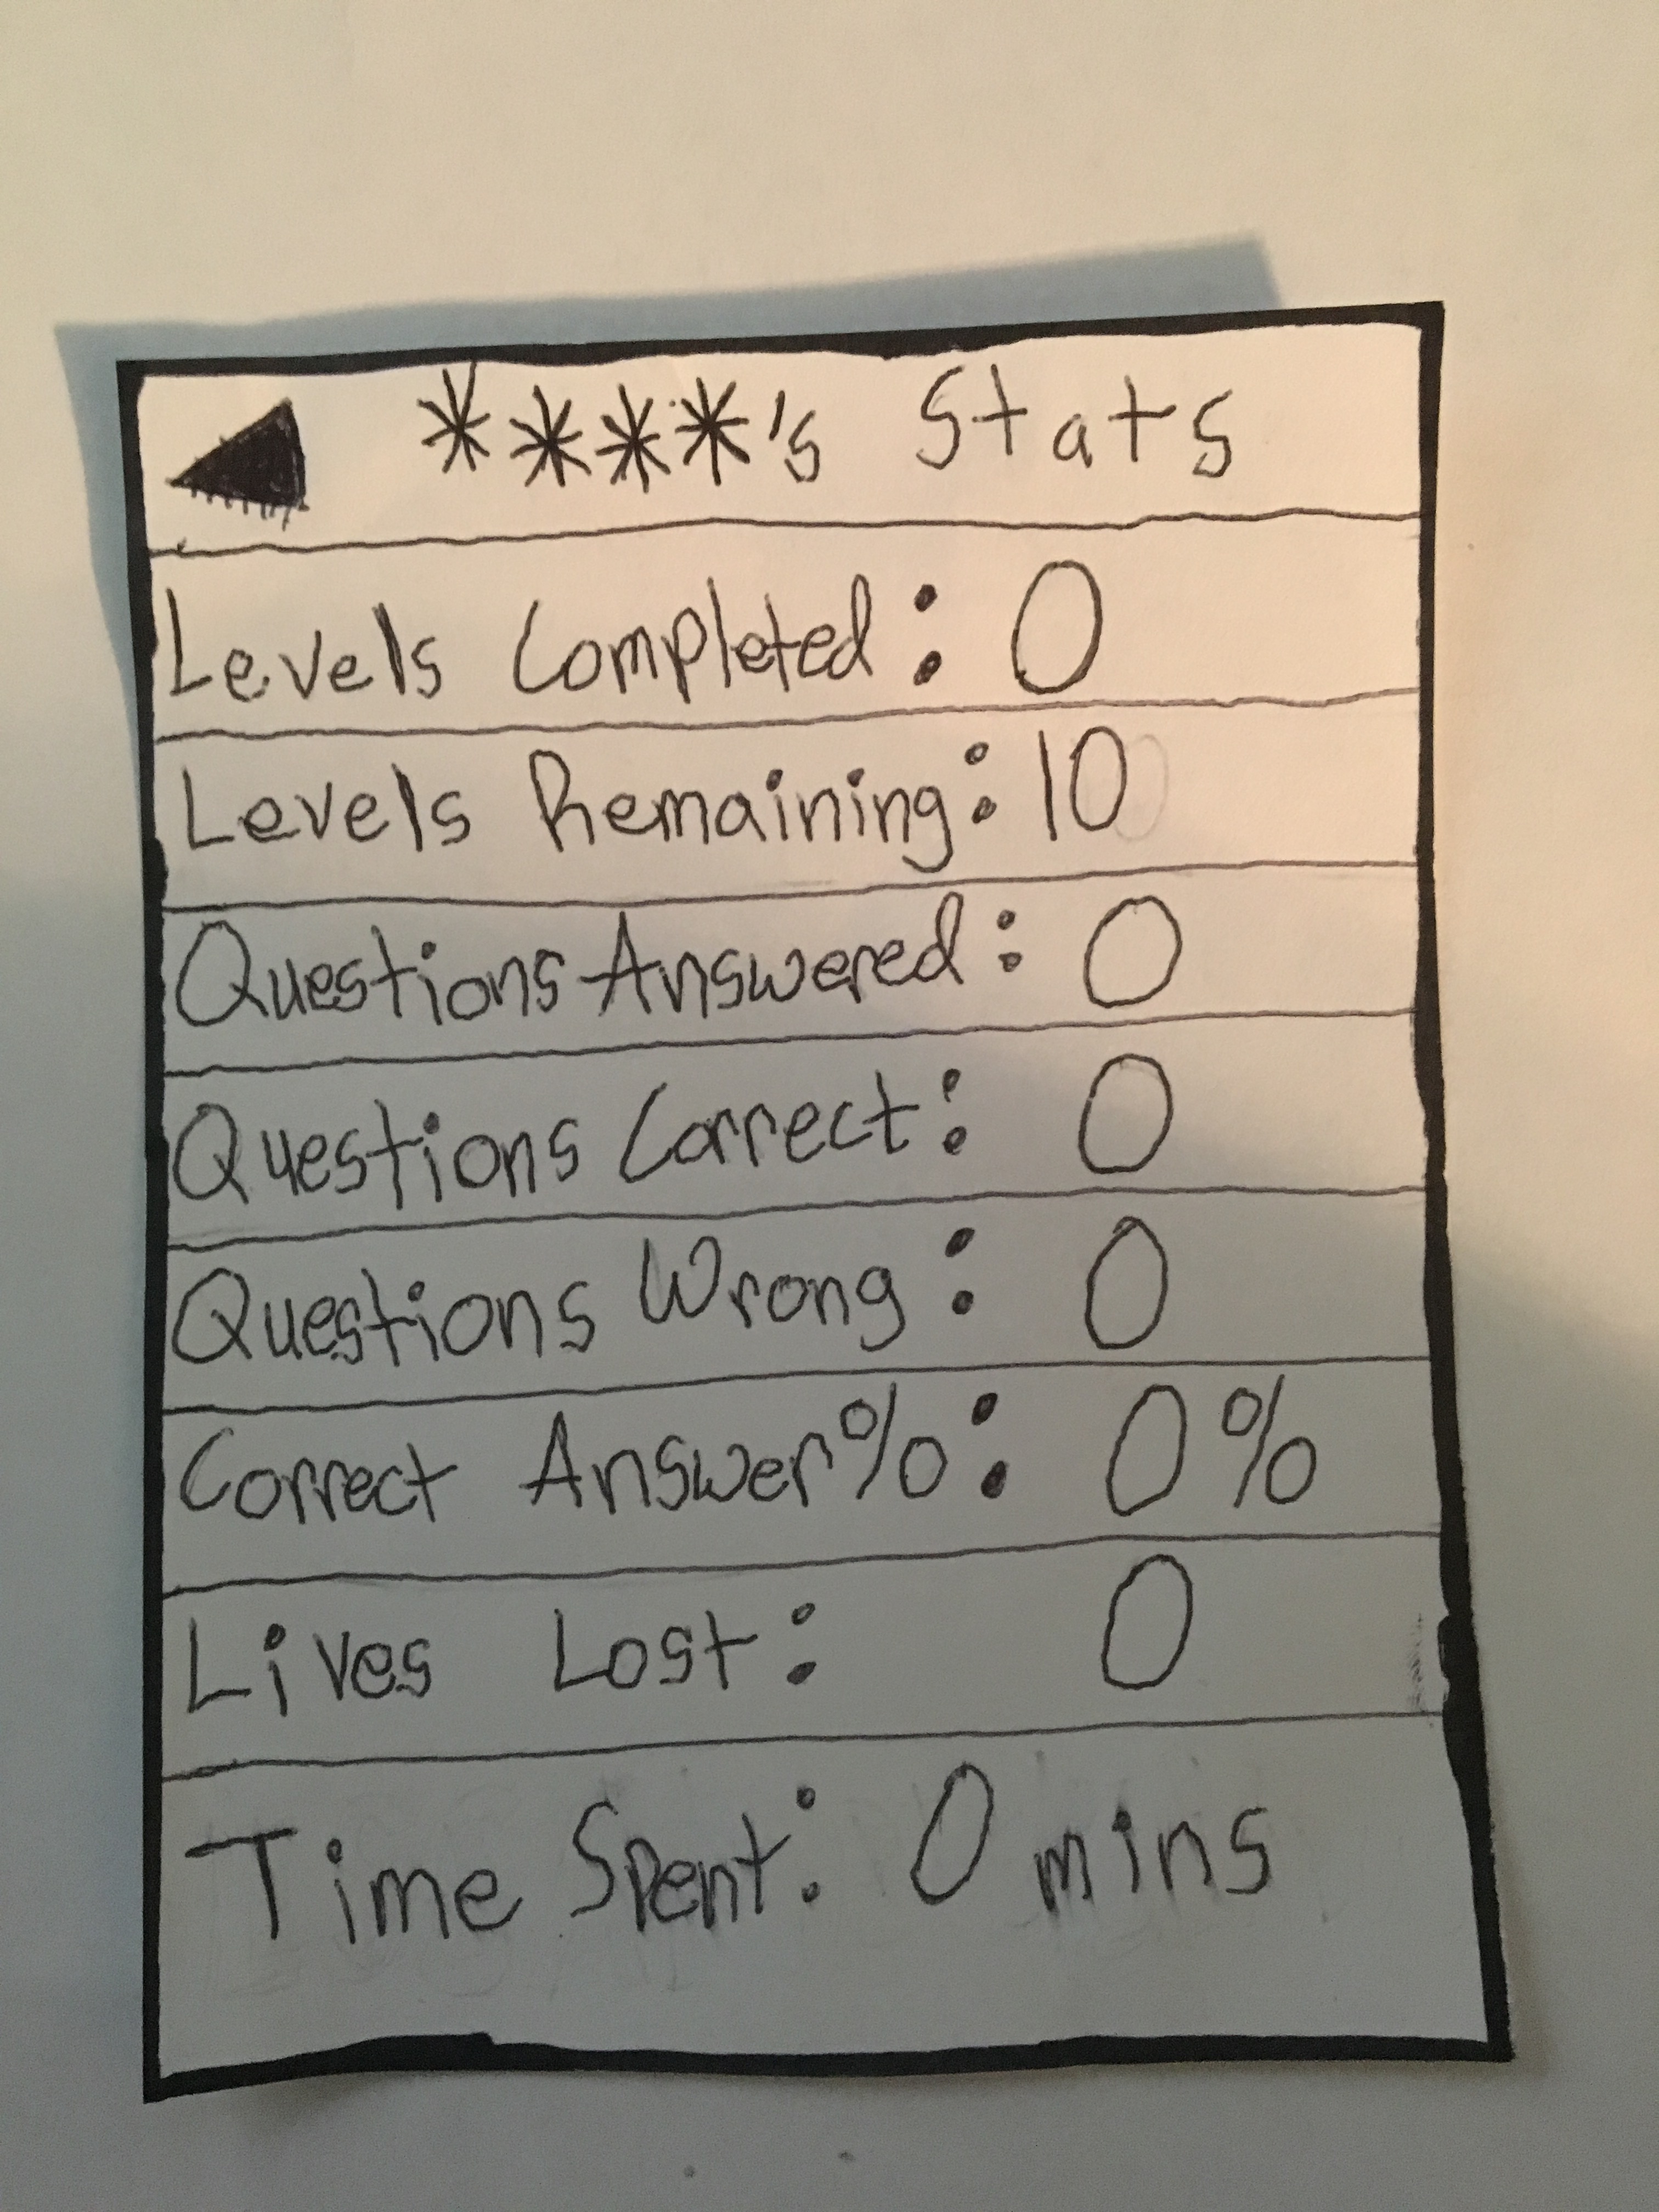 ****'s Stats
Levels Completed: 0
Levels Remaining: 10
Questions Answered: 0
Questions Correct: 0
Questions Wrong: 0
Correct Answer%: 0%
Lives Lost: 0
Time Spent: 0 mins